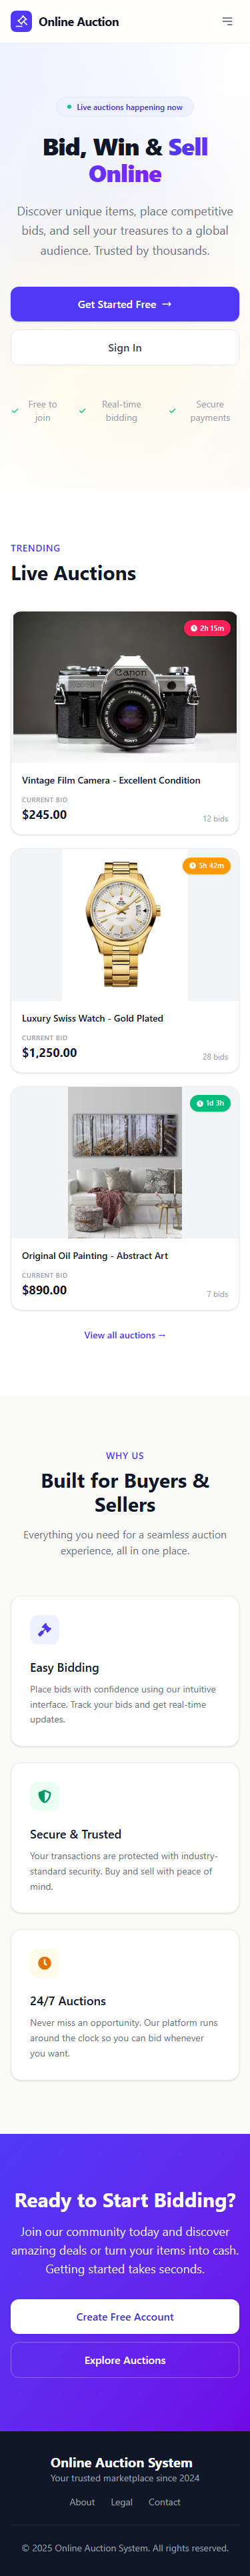 Online Auction
Live auctions happening now
Bid, Win & Sell
Online
Discover unique items, place competitive
bids, and sell your treasures to a global
audience. Trusted by thousands.
Get Started Free →
Sign In
Free to
join
Real-time
bidding
Secure
payments
TRENDING
Live Auctions
2h 15m
Canon
Vintage Film Camera - Excellent Condition
CURRENT BID
$245.00
12 bids
5h 42m
Luxury Swiss Watch - Gold Plated
CURRENT BID
$1,250.00
28 bids
1d 3h
Original Oil Painting - Abstract Art
CURRENT BID
$890.00
7 bids
View all auctions →
WHY US
Built for Buyers &
Sellers
Everything you need for a seamless auction
experience, all in one place.
Easy Bidding
Place bids with confidence using our intuitive
interface. Track your bids and get real-time
updates.
Secure & Trusted
Your transactions are protected with industry-
standard security. Buy and sell with peace of
mind.
24/7 Auctions
Never miss an opportunity. Our platform runs
around the clock so you can bid whenever
you want.
Ready to Start Bidding?
Join our community today and discover
amazing deals or turn your items into cash.
Getting started takes seconds.
Create Free Account
Explore Auctions
Online Auction System
Your trusted marketplace since 2024
About Legal Contact
© 2025 Online Auction System. All rights reserved.